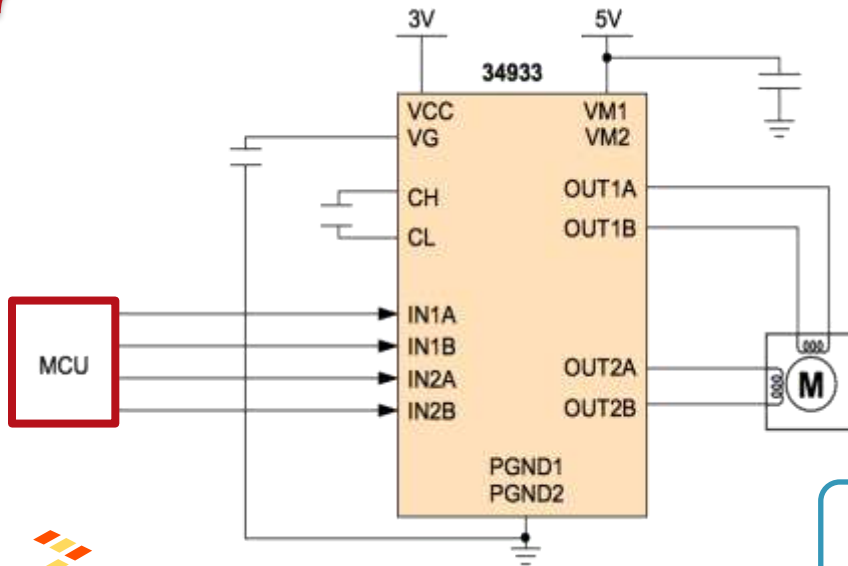 3V
5V
34933
VCC
VM1
VG
VM2
CH
OUT1A
CL
OUT1B
MCU
IN1A
IN1B
OUT2A
IN2A
M
IN2B
OUT2B
PGND1
PGND2